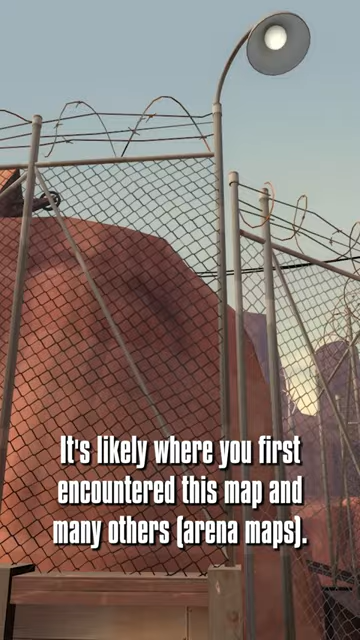 It's likely where you first
encountered this map and
many others (arena maps).